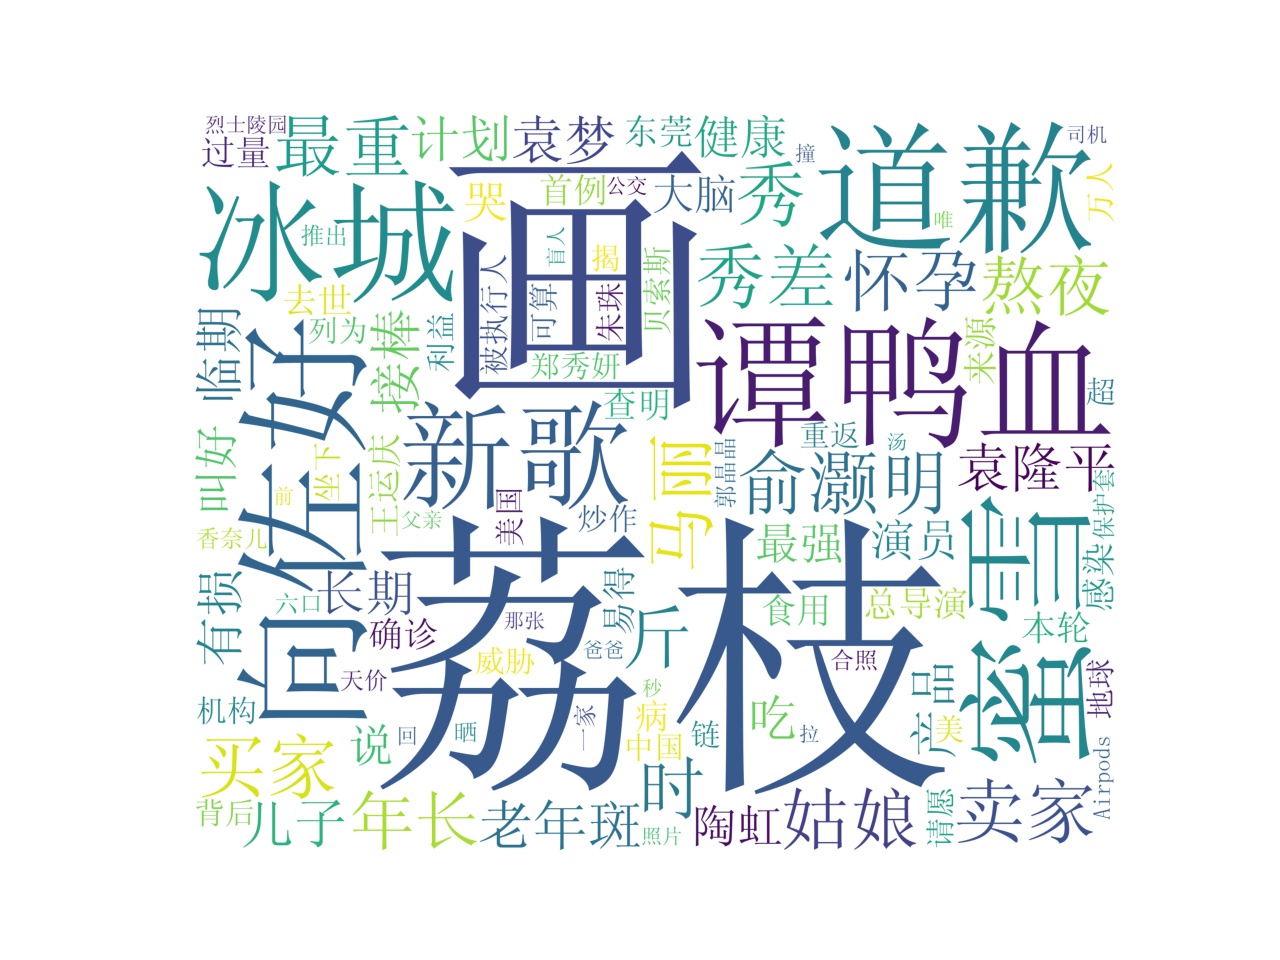 烈士陵园
过量
最重
计划
袁梦
东莞
健康
撞
道歉
司机
万人
冰城
推出
去世
哭
首例
公交
大脑
秀
唯
画
盲人
揭
被执行人
可算
朱珠
贝索斯
秀差
怀孕
熬夜
临期
向佐好
列为
接棒
利益
郑秀妍
查明
谭鸭血
来源
超
叫好
坐下
前
王运庆
新歌
马丽
郭晶晶
重返
汤
俞灏明
袁隆平
保护套
香奈儿
父亲
美国
炒作
最强
演员
雪
感染
有损
六口
长期
确诊
荔枝
那张
威胁
易得
爸爸
斤
食用
总导演
本轮
合照
天价
机构
回
晒
一家
秒
病
中国
链
吃
拉
产品
美
蜜
地球
买家
说
时
Airpods
背后
儿子
年长
老年斑
照片
陶虹
姑娘
请愿
卖家